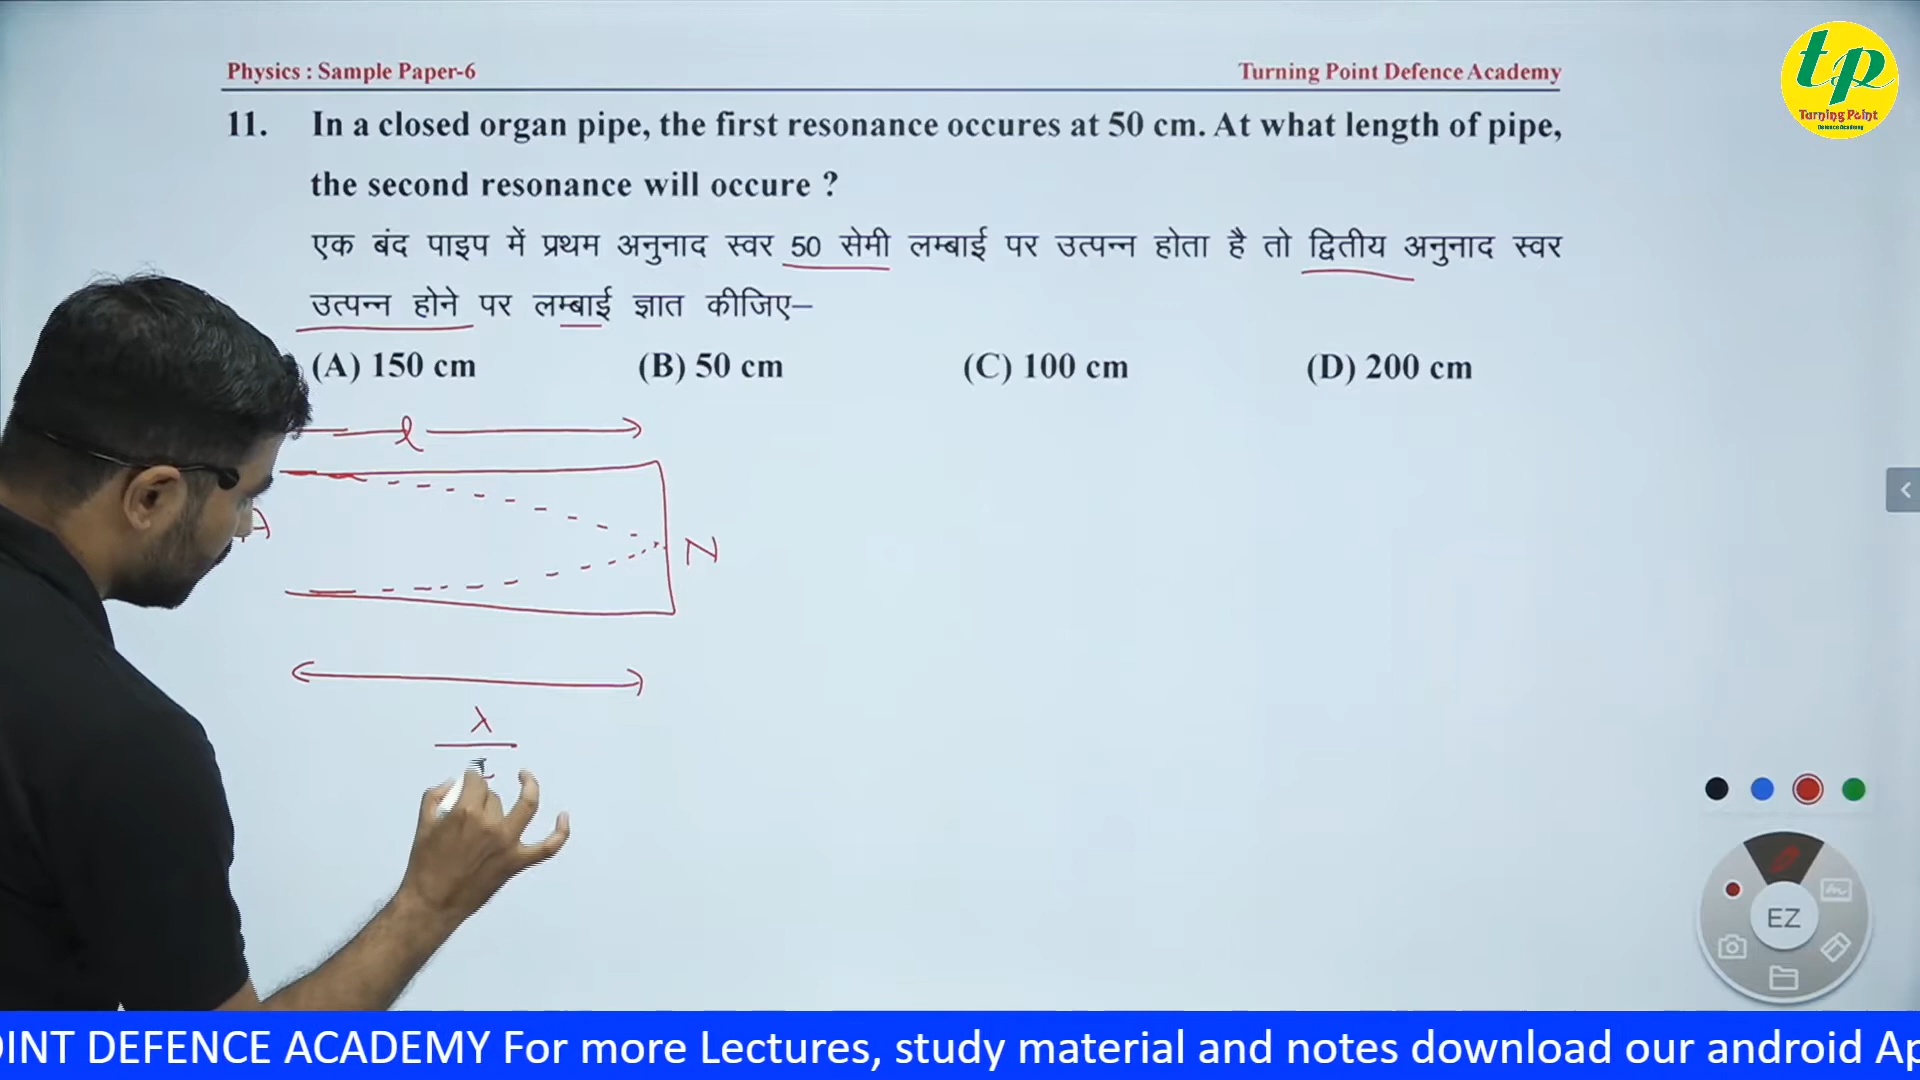 Physics : Sample Paper-6
Turning Point Defence Academy
tp
Turning Point
Defence Academy
11. In a closed organ pipe, the first resonance occures at 50 cm. At what length of pipe,
the second resonance will occure ?
एक बंद पाइप में प्रथम अनुनाद स्वर 50 सेमी लम्बाई पर उत्पन्न होता है तो द्वितीय अनुनाद स्वर
उत्पन्न होने पर लम्बाई ज्ञात कीजिए–
(A) 150 cm (B) 50 cm (C) 100 cm (D) 200 cm
l
A
N
λ
EZ
OINT DEFENCE ACADEMY For more Lectures, study material and notes download our android Ap